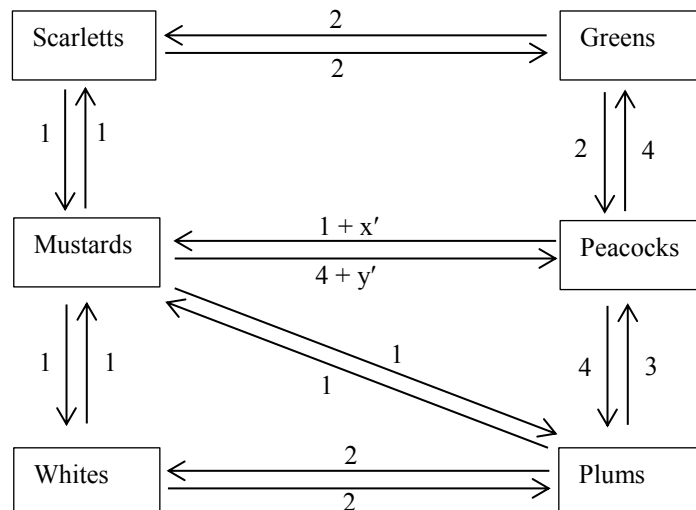 2
Scarletts Greens
2
1 1 2 4
1 + x′
Mustards Peacocks
4 + y′
1
1 1 1 4 3
2
Whites Plums
2